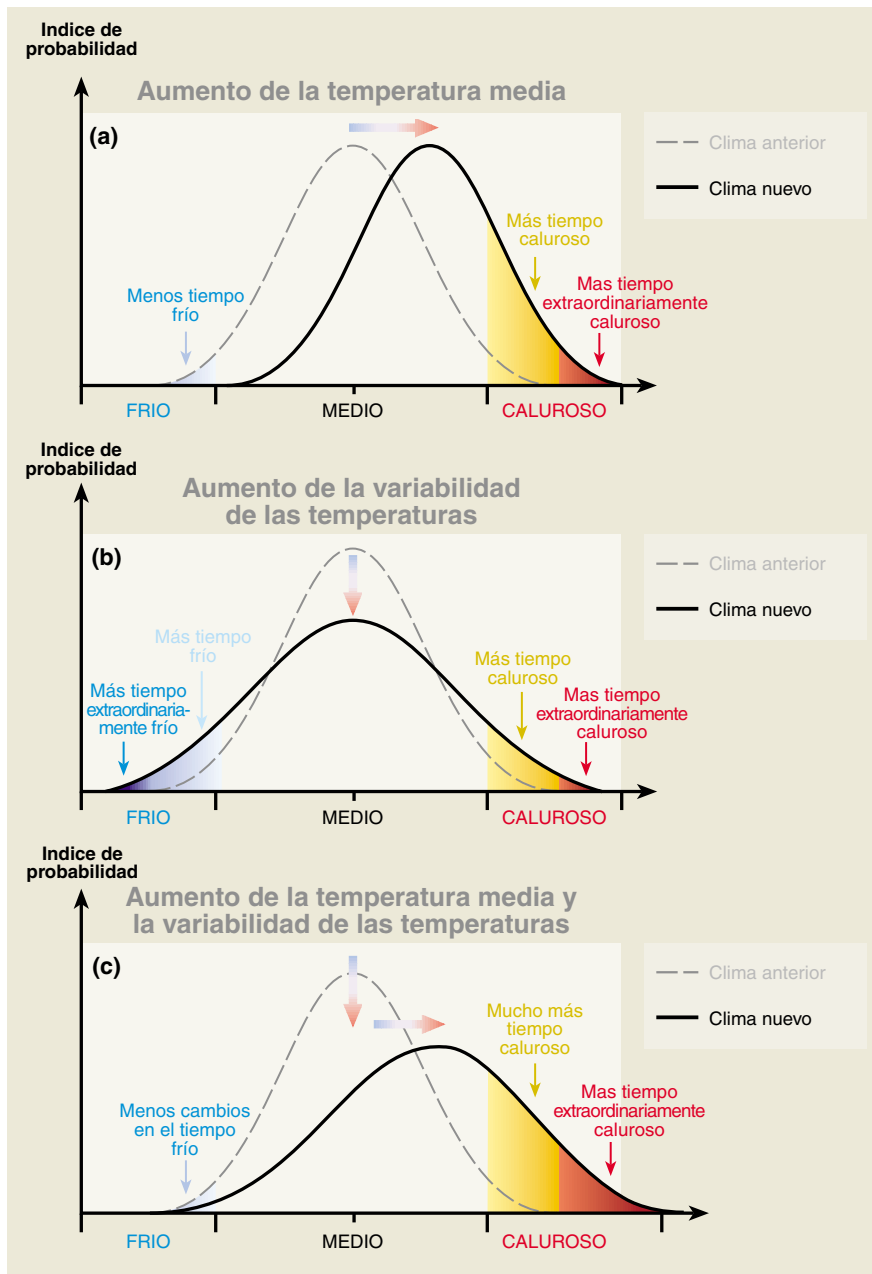 Indice de
probabilidad
Aumento de la temperatura media
(a)
Clima anterior
Clima nuevo
Más tiempo
caluroso
Menos tiempo
frío
Mas tiempo
extraordinariamente
caluroso
FRIO
MEDIO
CALUROSO
Indice de
probabilidad
Aumento de la variabilidad
de las temperaturas
(b)
Clima anterior
Clima nuevo
Más tiempo
frío
Más tiempo
extraordinaria-
mente frío
Más tiempo
caluroso
Mas tiempo
extraordinariamente
caluroso
FRIO
MEDIO
CALUROSO
Indice de
probabilidad
Aumento de la temperatura media y
la variabilidad de las temperaturas
(c)
Clima anterior
Clima nuevo
Mucho más
tiempo
caluroso
Menos cambios
en el tiempo
frío
Mas tiempo
extraordinariamente
caluroso
FRIO
MEDIO
CALUROSO